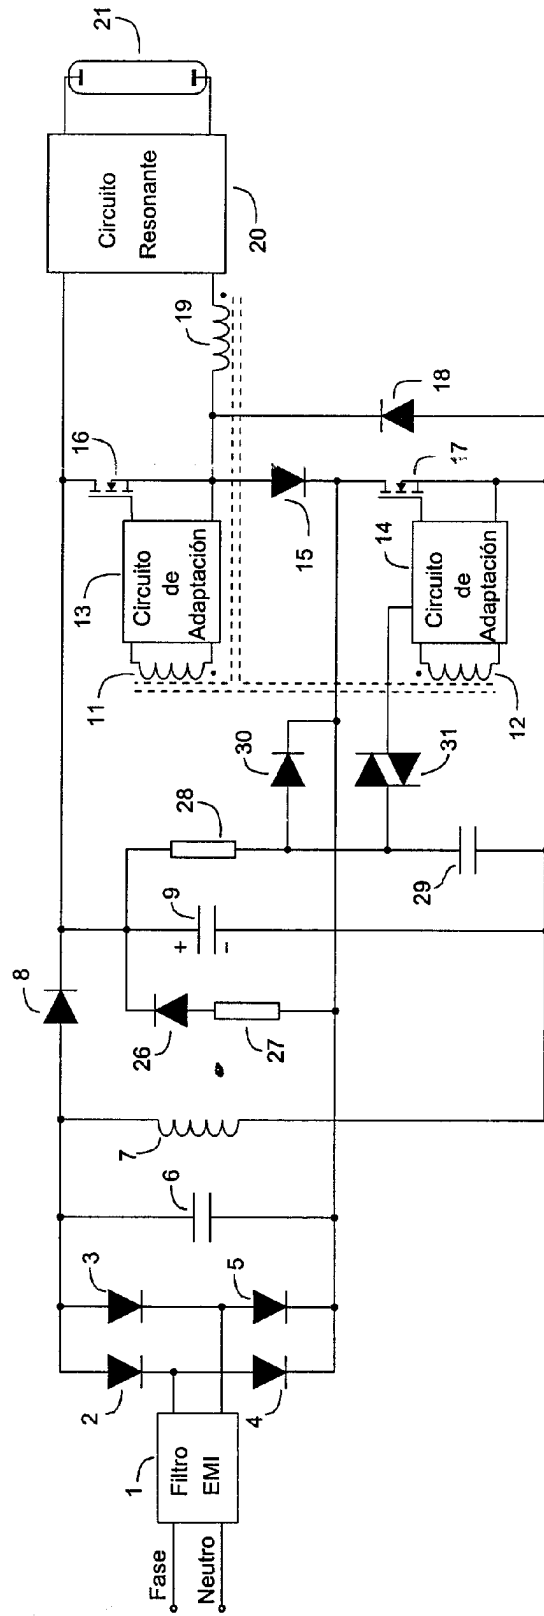 Fase
Neutro
1
Filtro
EMI
2
3
4
5
6
7
8
26
27
9
+
-
28
29
30
31
11
12
13
Circuito
de
Adaptación
14
Circuito
de
Adaptación
15
16
17
18
19
20
Circuito
Resonante
21